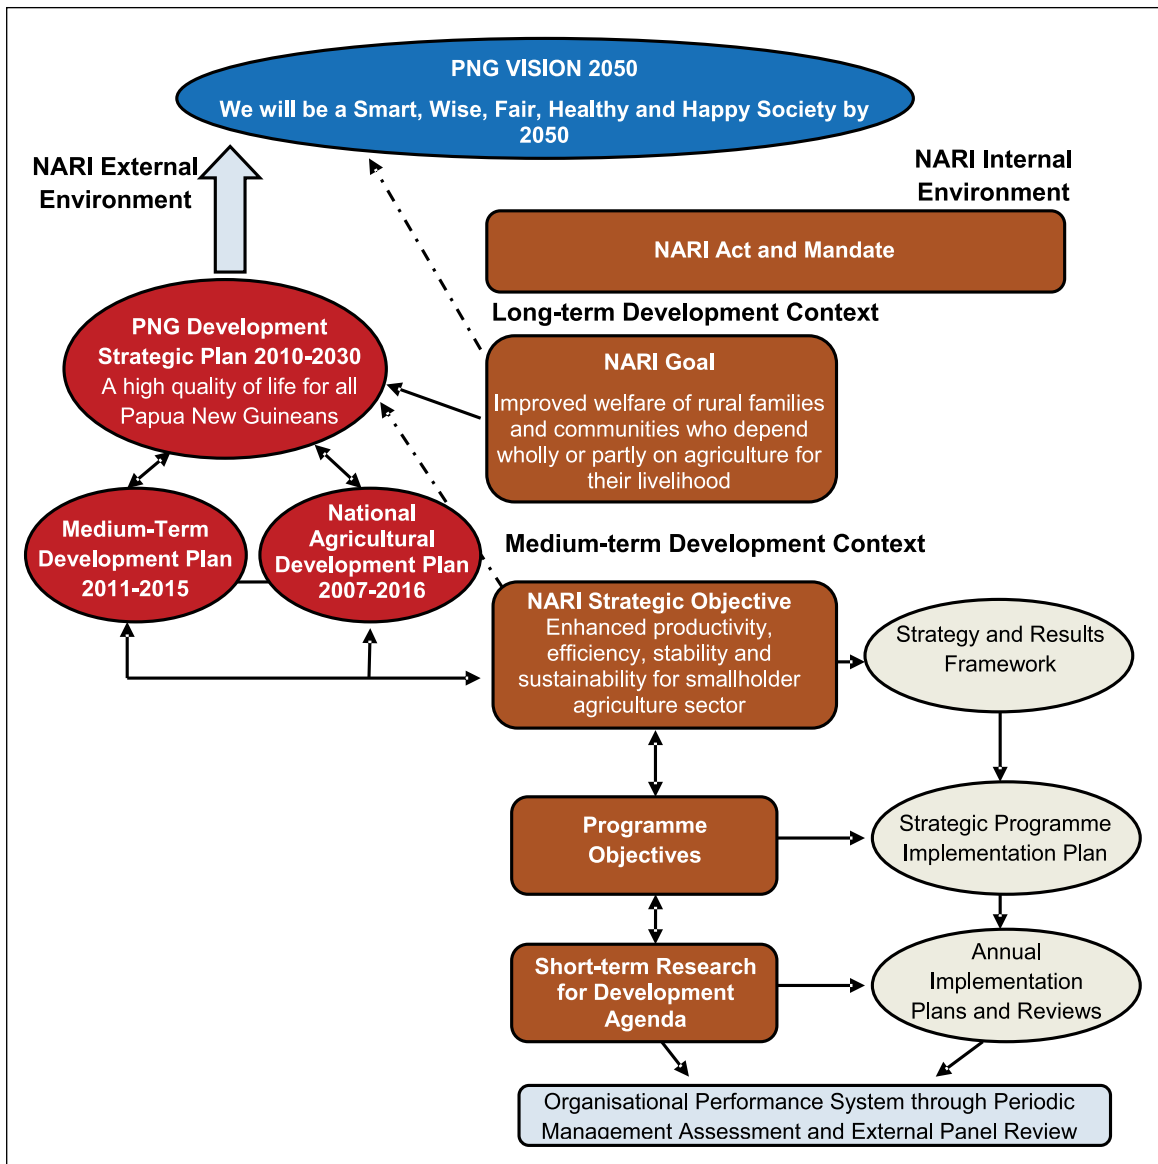 PNG VISION 2050
We will be a Smart, Wise, Fair, Healthy and Happy Society by
2050
NARI External
Environment
NARI Internal
Environment
NARI Act and Mandate
Long-term Development Context
PNG Development
Strategic Plan 2010-2030
A high quality of life for all
Papua New Guineans
NARI Goal
Improved welfare of rural families
and communities who depend
wholly or partly on agriculture for
their livelihood
Medium-Term
Development Plan
2011-2015
National
Agricultural
Development Plan
2007-2016
Medium-term Development Context
NARI Strategic Objective
Enhanced productivity,
efficiency, stability and
sustainability for smallholder
agriculture sector
Strategy and Results
Framework
Programme
Objectives
Strategic Programme
Implementation Plan
Short-term Research
for Development
Agenda
Annual
Implementation
Plans and Reviews
Organisational Performance System through Periodic
Management Assessment and External Panel Review